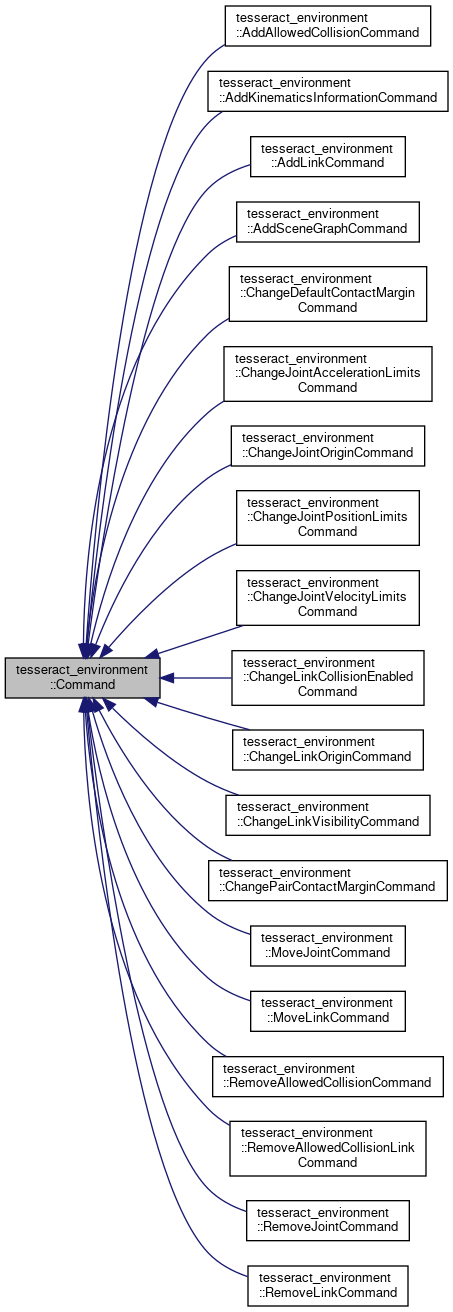 tesseract_environment
::AddAllowedCollisionCommand
tesseract_environment
::AddKinematicsInformationCommand
tesseract_environment
::AddLinkCommand
tesseract_environment
::AddSceneGraphCommand
tesseract_environment
::ChangeDefaultContactMargin
Command
tesseract_environment
::ChangeJointAccelerationLimits
Command
tesseract_environment
::ChangeJointOriginCommand
tesseract_environment
::ChangeJointPositionLimits
Command
tesseract_environment
::ChangeJointVelocityLimits
Command
tesseract_environment
::Command
tesseract_environment
::ChangeLinkCollisionEnabled
Command
tesseract_environment
::ChangeLinkOriginCommand
tesseract_environment
::ChangeLinkVisibilityCommand
tesseract_environment
::ChangePairContactMarginCommand
tesseract_environment
::MoveJointCommand
tesseract_environment
::MoveLinkCommand
tesseract_environment
::RemoveAllowedCollisionCommand
tesseract_environment
::RemoveAllowedCollisionLink
Command
tesseract_environment
::RemoveJointCommand
tesseract_environment
::RemoveLinkCommand